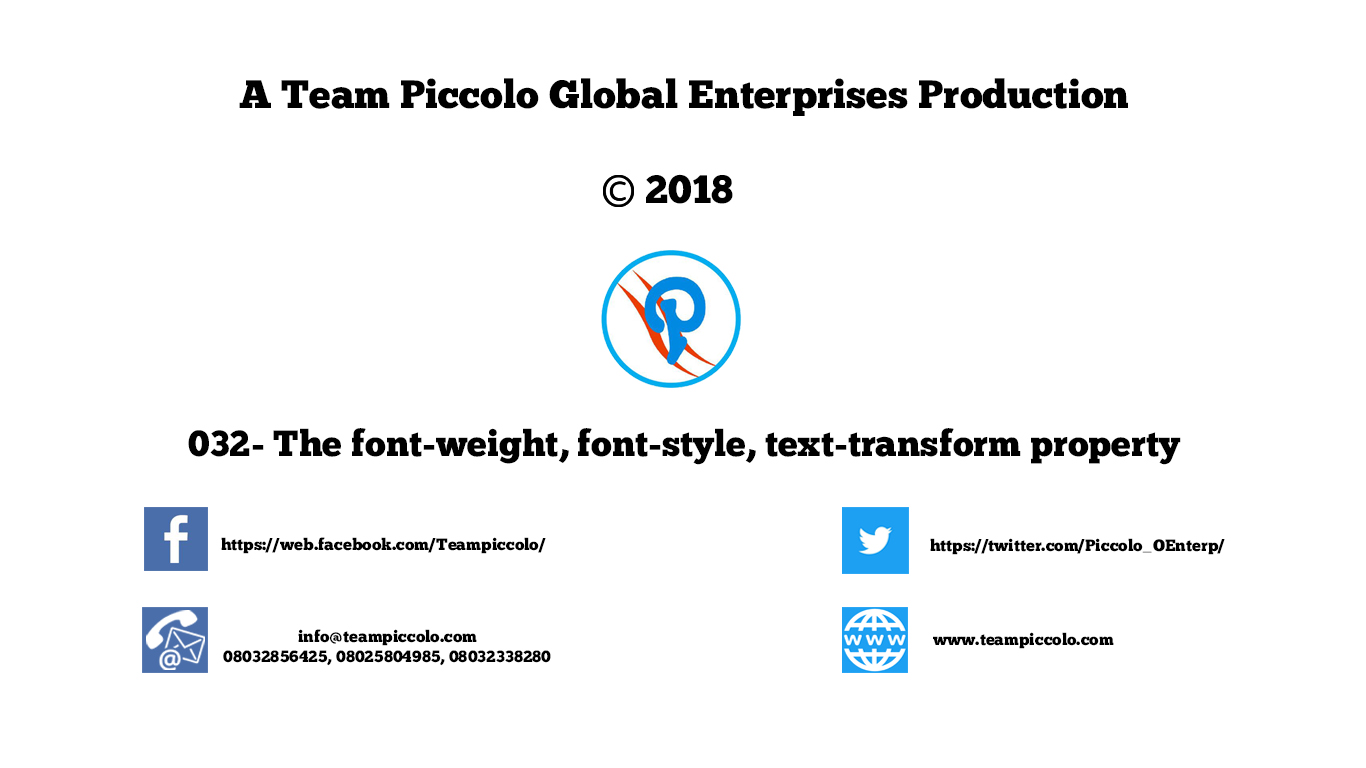 A Team Piccolo Global Enterprises Production
© 2018
032- The font-weight, font-style, text-transform property
https://web.facebook.com/Teampiccolo/
https://twitter.com/Piccolo_OEnterp/
info@teampiccolo.com
08032856425, 08025804985, 08032338280
www
www.teampiccolo.com